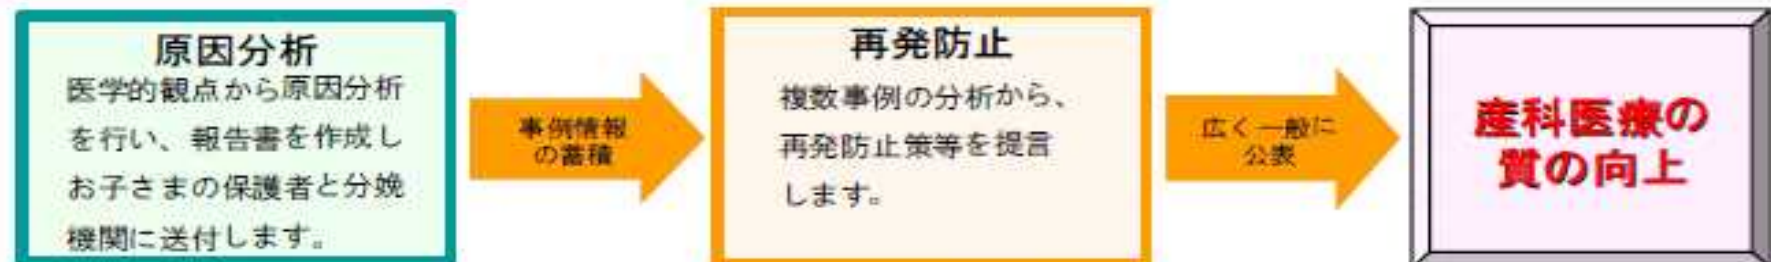 原因分析
医学的観点から原因分析
を行い、報告書を作成し
お子さまの保護者と分娩
機関に送付します。
事例情報
の蓄積
再発防止
複数事例の分析から、
再発防止策等を提言
します。
広く一般に
公表
産科医療の
質の向上